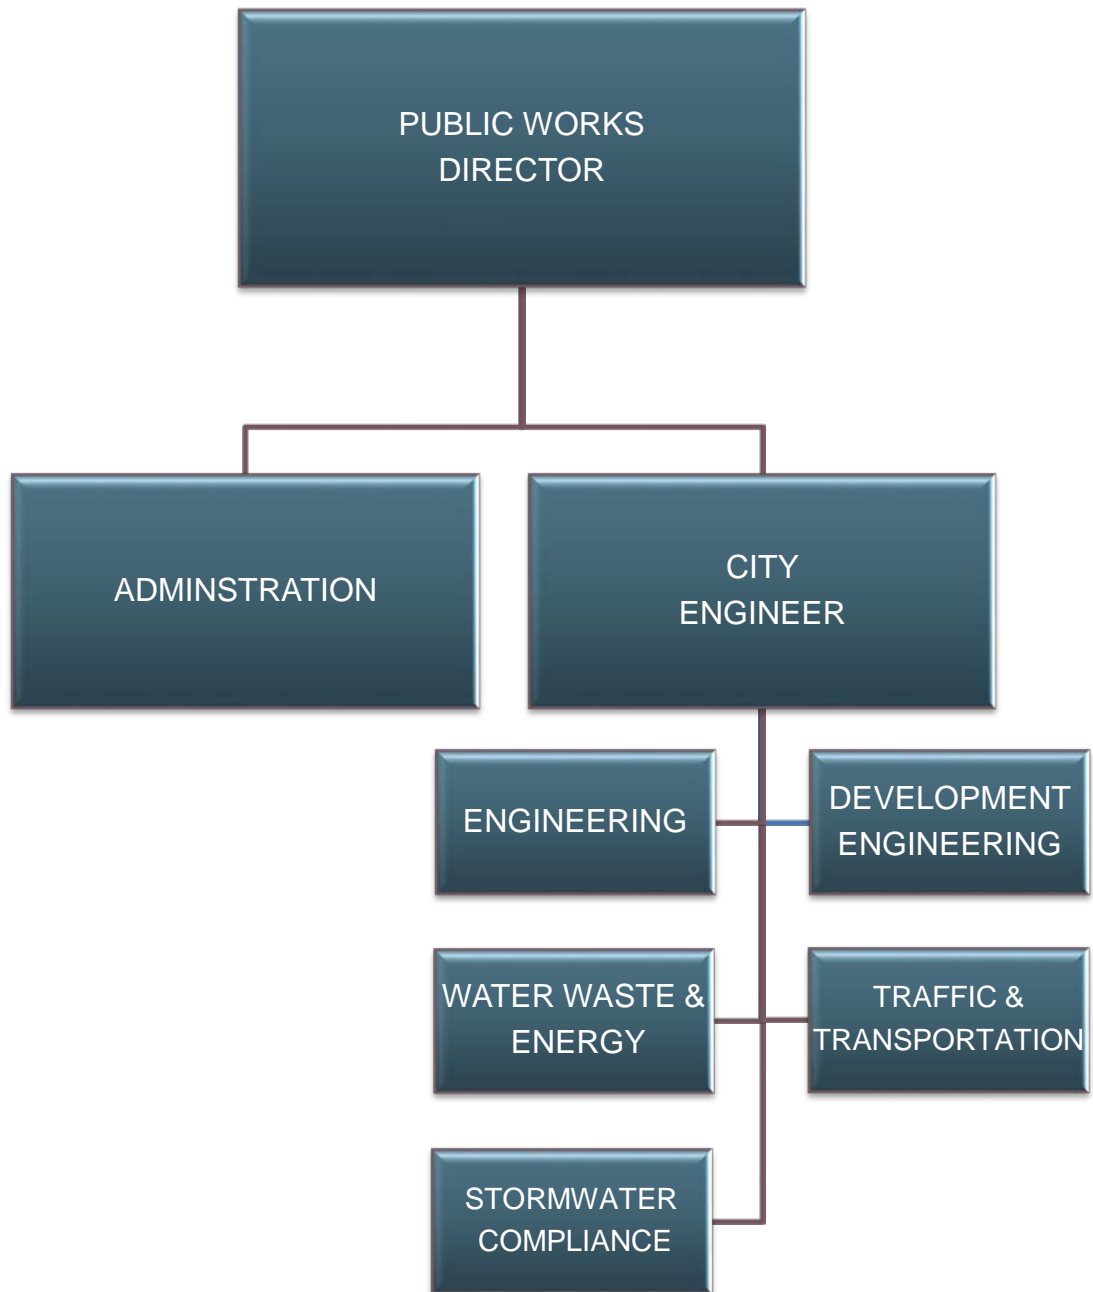 PUBLIC WORKS
DIRECTOR
ADMINSTRATION
CITY
ENGINEER
ENGINEERING
DEVELOPMENT
ENGINEERING
WATER WASTE &
ENERGY
TRAFFIC &
TRANSPORTATION
STORMWATER
COMPLIANCE